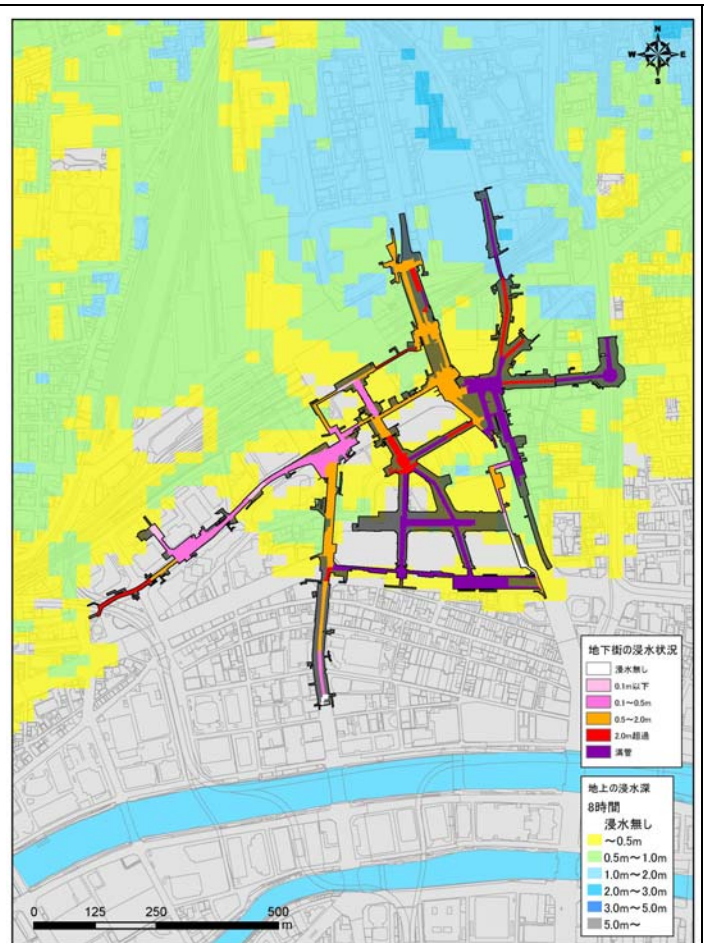 N
W E
S
地下街の浸水状況
浸水無し
0.1m以下
0.1～0.5m
0.5～2.0m
2.0m超過
満管
地上の浸水深
8時間
浸水無し
～0.5m
0.5m～1.0m
1.0m～2.0m
2.0m～3.0m
3.0m～5.0m
5.0m～
0 125 250 500
m